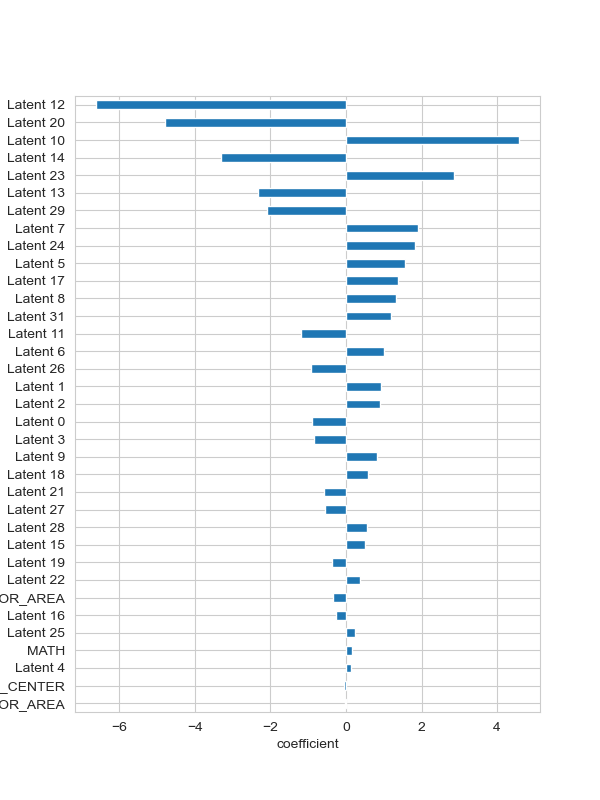 Latent 12
Latent 20
Latent 10
Latent 14
Latent 23
Latent 13
Latent 29
Latent 7
Latent 24
Latent 5
Latent 17
Latent 8
Latent 31
Latent 11
Latent 6
Latent 26
Latent 1
Latent 2
Latent 0
Latent 3
Latent 9
Latent 18
Latent 21
Latent 27
Latent 28
Latent 15
Latent 19
Latent 22
OR_AREA
Latent 16
Latent 25
MATH
Latent 4
_CENTER
OR_AREA
−6 −4 −2 0 2 4
coefficient